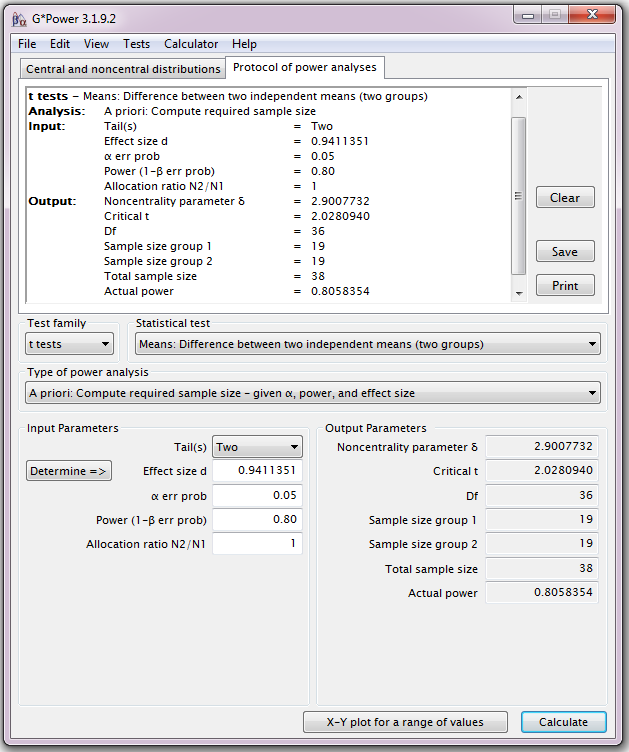 G*Power 3.1.9.2
File Edit View Tests Calculator Help
Central and noncentral distributions Protocol of power analyses
t tests – Means: Difference between two independent means (two groups)
Analysis: A priori: Compute required sample size
Input: Tail(s) = Two
Effect size d = 0.9411351
α err prob = 0.05
Power (1-β err prob) = 0.80
Allocation ratio N2/N1 = 1
Output: Noncentrality parameter δ = 2.9007732
Critical t = 2.0280940
Df = 36
Sample size group 1 = 19
Sample size group 2 = 19
Total sample size = 38
Actual power = 0.8058354
Clear
Save
Print
Test family
t tests
Statistical test
Means: Difference between two independent means (two groups)
Type of power analysis
A priori: Compute required sample size – given α, power, and effect size
Input Parameters
Tail(s) Two
Determine => Effect size d 0.9411351
α err prob 0.05
Power (1-β err prob) 0.80
Allocation ratio N2/N1 1
Output Parameters
Noncentrality parameter δ 2.9007732
Critical t 2.0280940
Df 36
Sample size group 1 19
Sample size group 2 19
Total sample size 38
Actual power 0.8058354
X-Y plot for a range of values Calculate